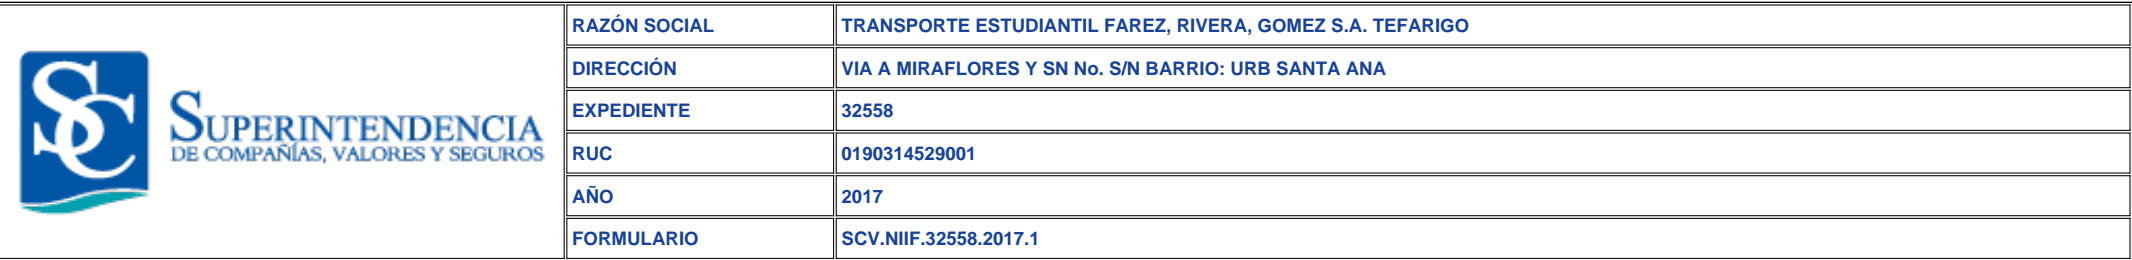 SC
SUPERINTENDENCIA
DE COMPAÑÍAS, VALORES Y SEGUROS
RAZÓN SOCIAL TRANSPORTE ESTUDIANTIL FAREZ, RIVERA, GOMEZ S.A. TEFARIGO
DIRECCIÓN VIA A MIRAFLORES Y SN No. S/N BARRIO: URB SANTA ANA
EXPEDIENTE 32558
RUC 0190314529001
AÑO 2017
FORMULARIO SCV.NIIF.32558.2017.1